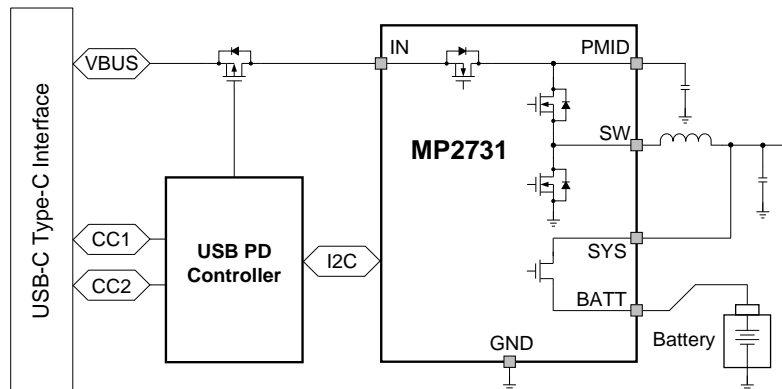 USB-C Type-C Interface
VBUS
IN
PMID
SW
MP2731
CC1
CC2
USB PD
Controller
I2C
SYS
BATT
GND
Battery